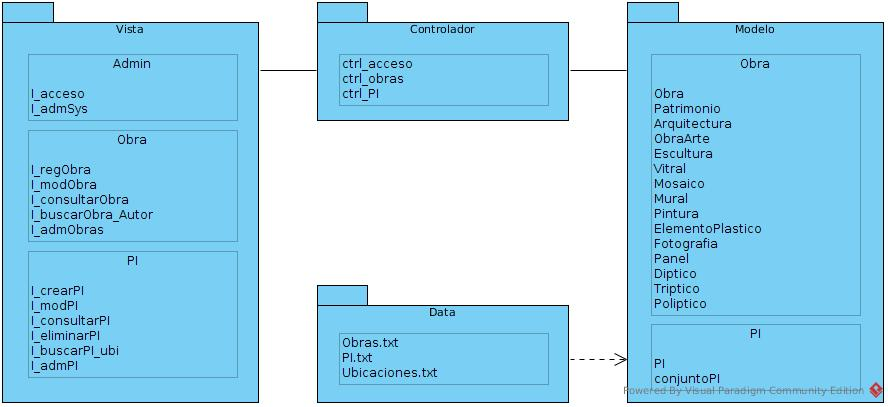 Vista
Admin
I_acceso
I_admSys
Obra
I_regObra
I_modObra
I_consultarObra
I_buscarObra_Autor
I_admObras
PI
I_crearPI
I_modPI
I_consultarPI
I_eliminarPI
I_buscarPI_ubi
I_admPI
Controlador
ctrl_acceso
ctrl_obras
ctrl_PI
Data
Obras.txt
PI.txt
Ubicaciones.txt
Modelo
Obra
Obra
Patrimonio
Arquitectura
ObraArte
Escultura
Vitral
Mosaico
Mural
Pintura
ElementoPlastico
Fotografia
Panel
Diptico
Triptico
Poliptico
PI
PI
conjuntoPI
Powered By Visual Paradigm Community Edition